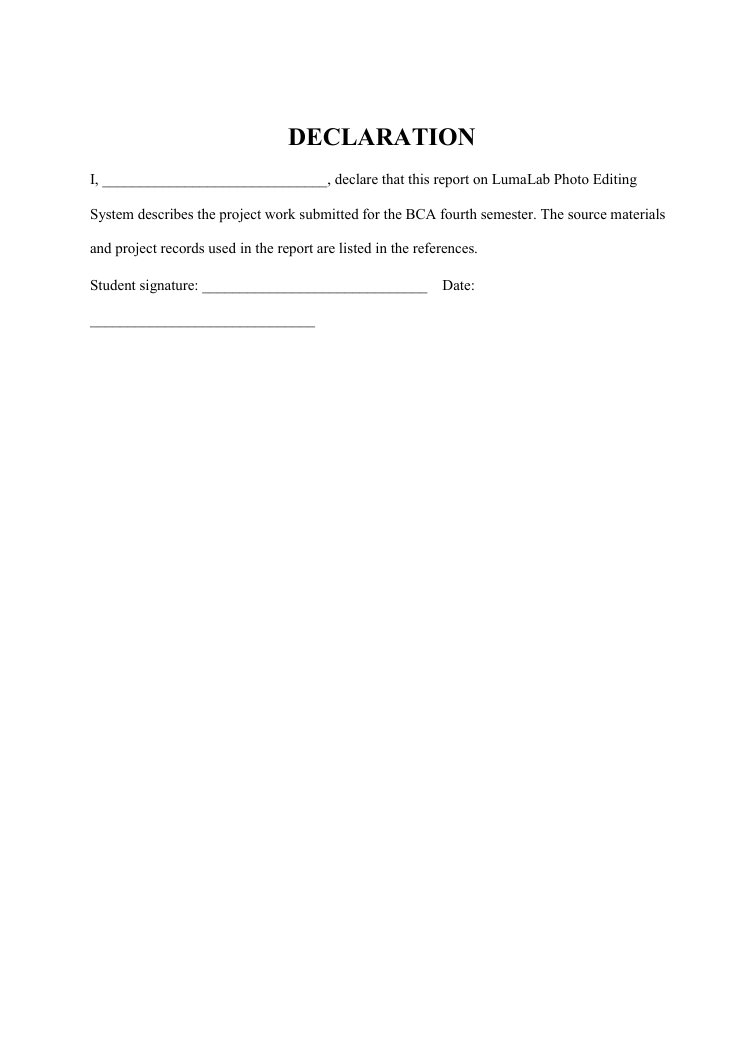 DECLARATION
I, ______________________________, declare that this report on LumaLab Photo Editing
System describes the project work submitted for the BCA fourth semester. The source materials
and project records used in the report are listed in the references.
Student signature: ______________________________ Date:
______________________________